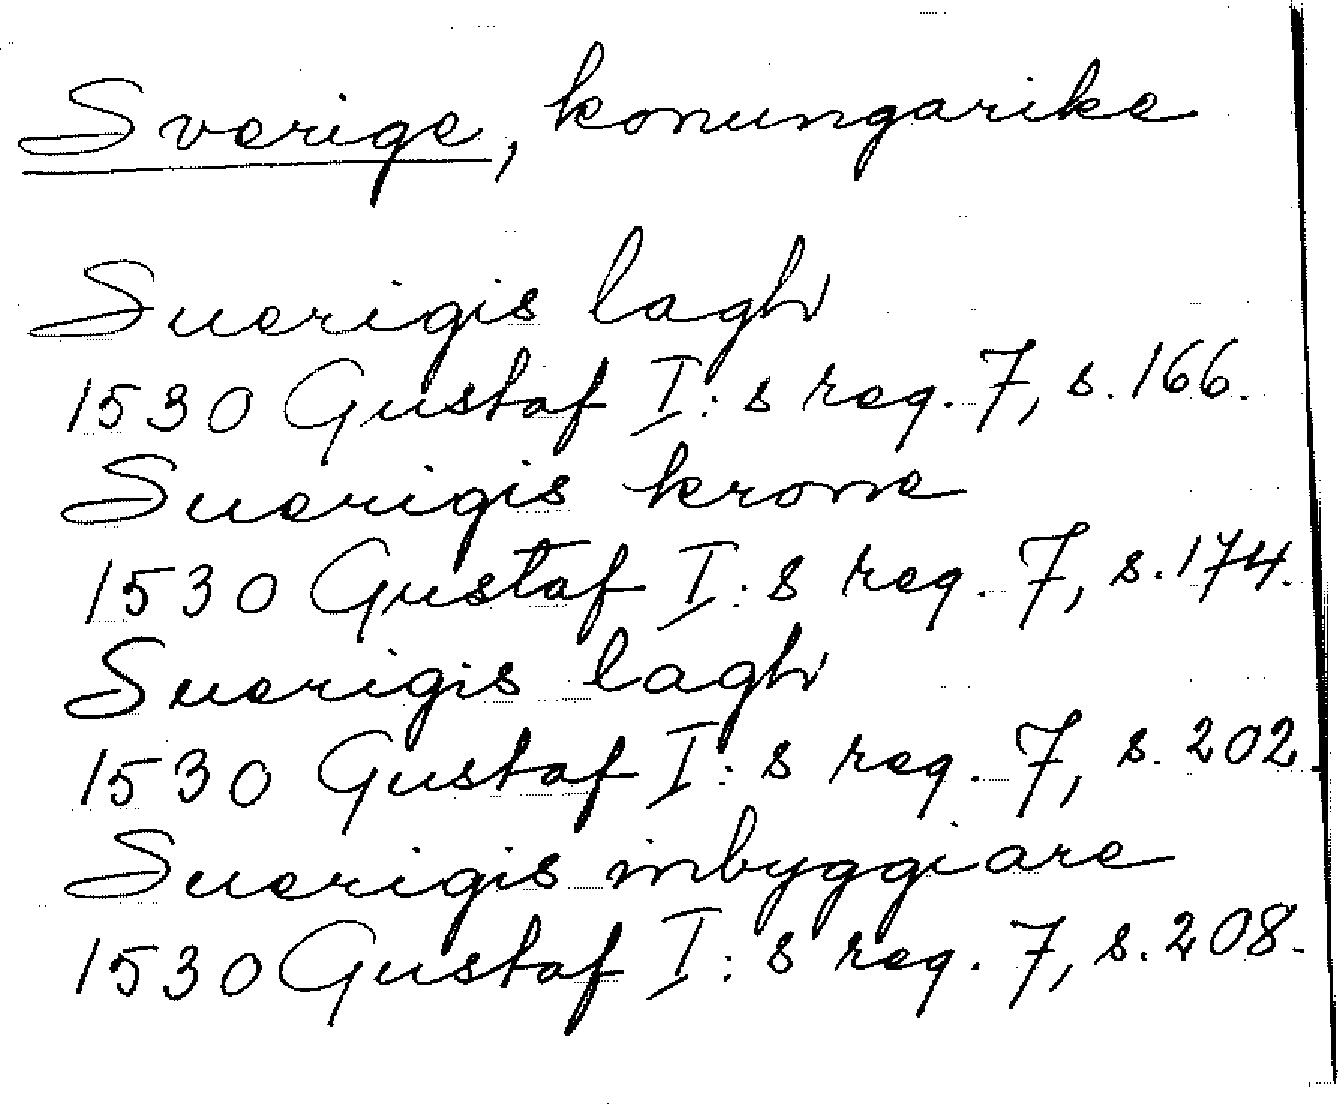 Sverige, konungarike
Suerigis lagh
1530 Gustaf I:s reg. 7, s. 166.
Suerigis krone
1530 Gustaf I:s reg. 7, s. 174.
Suerigis lagh
1530 Gustaf I:s reg. 7, s. 202.
Suerigis inbyggiare
1530 Gustaf I:s reg. 7, s. 208.